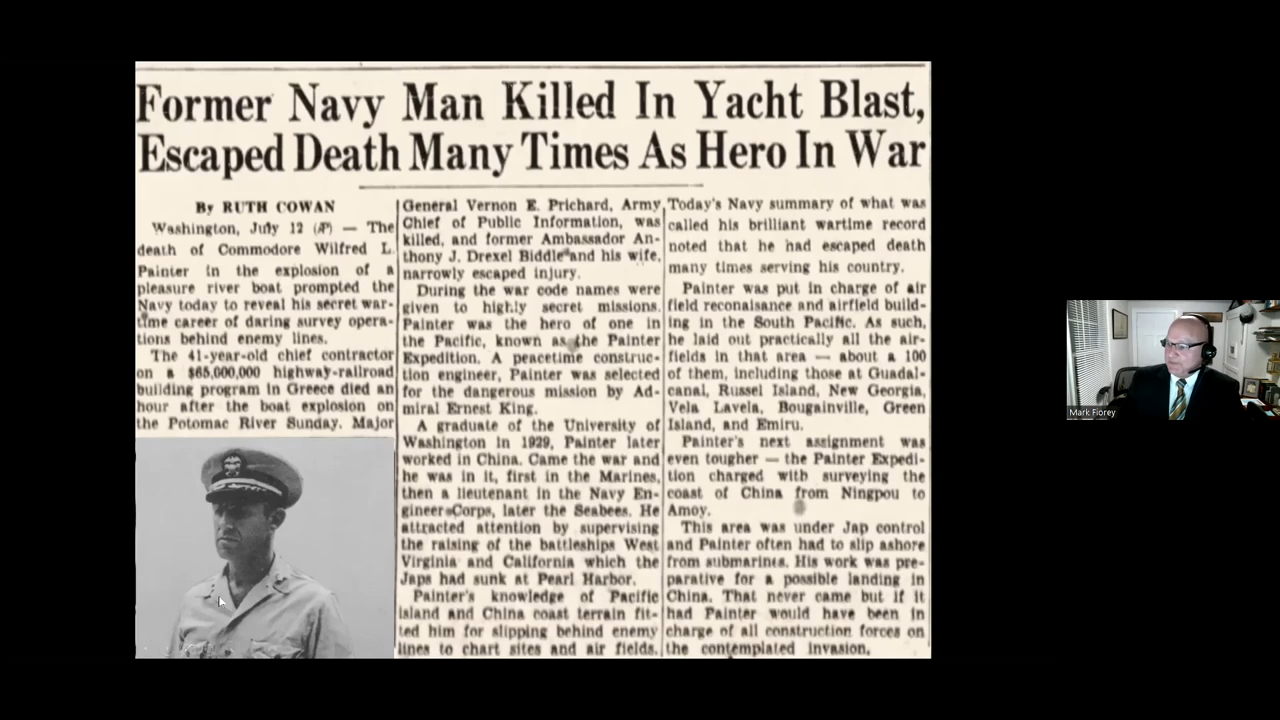 Former Navy Man Killed In Yacht Blast,
Escaped Death Many Times As Hero In War
By RUTH COWAN
Washington, July 12 (AP) — The
death of Commodore Wilfred L.
Painter in the explosion of a
pleasure river boat prompted the
Navy today to reveal his secret war-
time career of daring survey opera-
tions behind enemy lines.
The 41-year-old chief contractor
on a $65,000,000 highway-railroad
building program in Greece died an
hour after the boat explosion on
the Potomac River Sunday. Major
General Vernon E. Prichard, Army
Chief of Public Information, was
killed, and former Ambassador An-
thony J. Drexel Biddle and his wife,
narrowly escaped injury.
During the war code names were
given to highly secret missions.
Painter was the hero of one in
the Pacific, known as the Painter
Expedition. A peacetime construc-
tion engineer, Painter was selected
for the dangerous mission by Ad-
miral Ernest King.
A graduate of the University of
Washington in 1929, Painter later
worked in China. Came the war and
he was in it, first in the Marines,
then a lieutenant in the Navy En-
gineer Corps, later the Seabees. He
attracted attention by supervising
the raising of the battleships West
Virginia and California which the
Japs had sunk at Pearl Harbor.
Painter's knowledge of Pacific
island and China coast terrain fit-
ted him for slipping behind enemy
lines to chart sites and air fields.
Today's Navy summary of what was
called his brilliant wartime record
noted that he had escaped death
many times serving his country.
Painter was put in charge of air
field reconaisance and airfield build-
ing in the South Pacific. As such,
he laid out practically all the air-
fields in that area — about a 100
of them, including those at Guadal-
canal, Russel Island, New Georgia,
Vela Lavela, Bougainville, Green
Island, and Emiru.
Painter's next assignment was
even tougher — the Painter Expedi-
tion charged with surveying the
coast of China from Ningpou to
Amoy.
This area was under Jap control
and Painter often had to slip ashore
from submarines. His work was pre-
parative for a possible landing in
China. That never came but if it
had Painter would have been in
charge of all construction forces on
the contemplated invasion.
Mark Fiorey